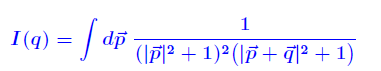 I(q) = ∫ dp⃗ 1 / (|p⃗|² + 1)²(|p⃗ + q⃗|² + 1)